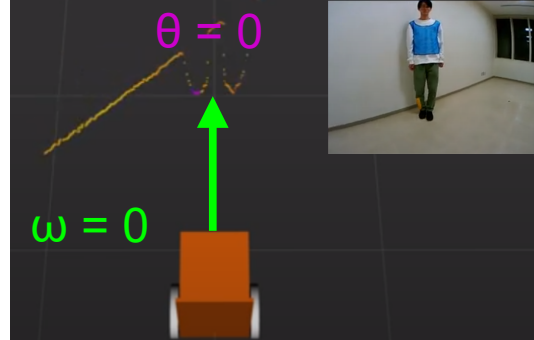 θ = 0
ω = 0